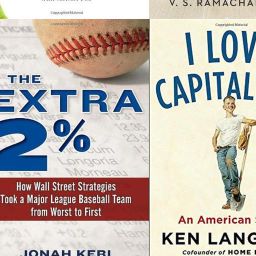 V. S. RAMACHA
THE
EXTRA
2%
How Wall Street Strategies
Took a Major League Baseball Team
from Worst to First
JONAH KERI
I LOV
CAPITAL
An American S
KEN LANG
Cofounder of HOME